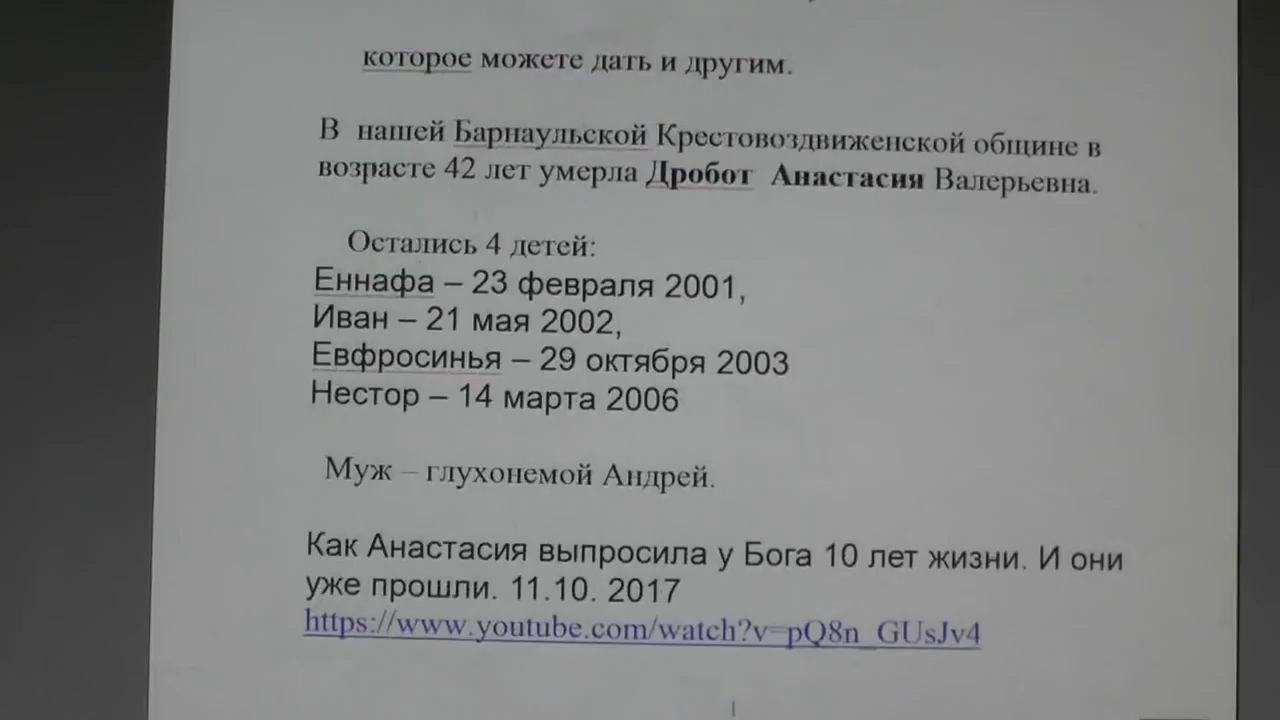 которое можете дать и другим.
В нашей Барнаульской Крестовоздвиженской общине в
возрасте 42 лет умерла Дробот Анастасия Валерьевна.
Остались 4 детей:
Еннафа – 23 февраля 2001,
Иван – 21 мая 2002,
Евфросинья – 29 октября 2003
Нестор – 14 марта 2006
Муж – глухонемой Андрей.
Как Анастасия выпросила у Бога 10 лет жизни. И они
уже прошли. 11.10. 2017
https://www.youtube.com/watch?v=pQ8n_GUsJv4